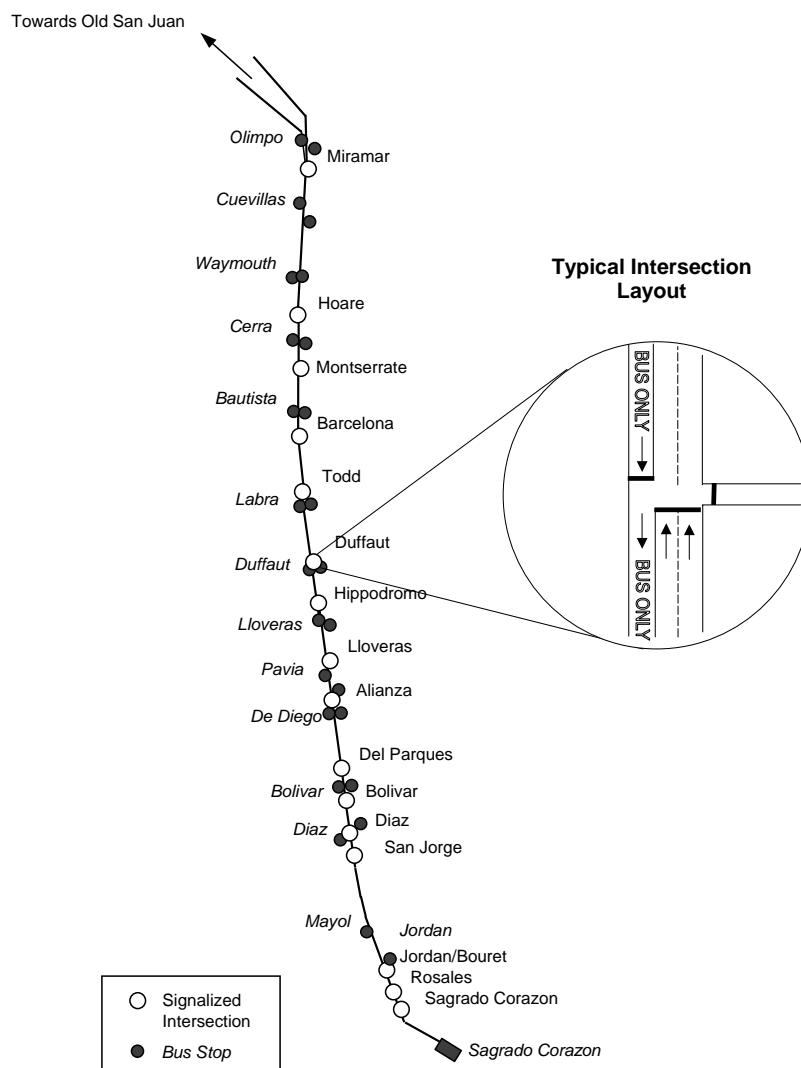 Towards Old San Juan
Olimpo
Miramar
Cuevillas
Waymouth
Typical Intersection
Layout
Hoare
Cerra
Montserrate
BUS ONLY
Bautista
Barcelona
Todd
Labra
Duffaut
Duffaut
BUS ONLY
Hippodromo
Lloveras
Lloveras
Pavia
Alianza
De Diego
Del Parques
Bolivar
Bolivar
Diaz
Diaz
San Jorge
Mayol
Jordan
Jordan/Bouret
Rosales
Sagrado Corazon
Signalized
Intersection
Bus Stop
Sagrado Corazon